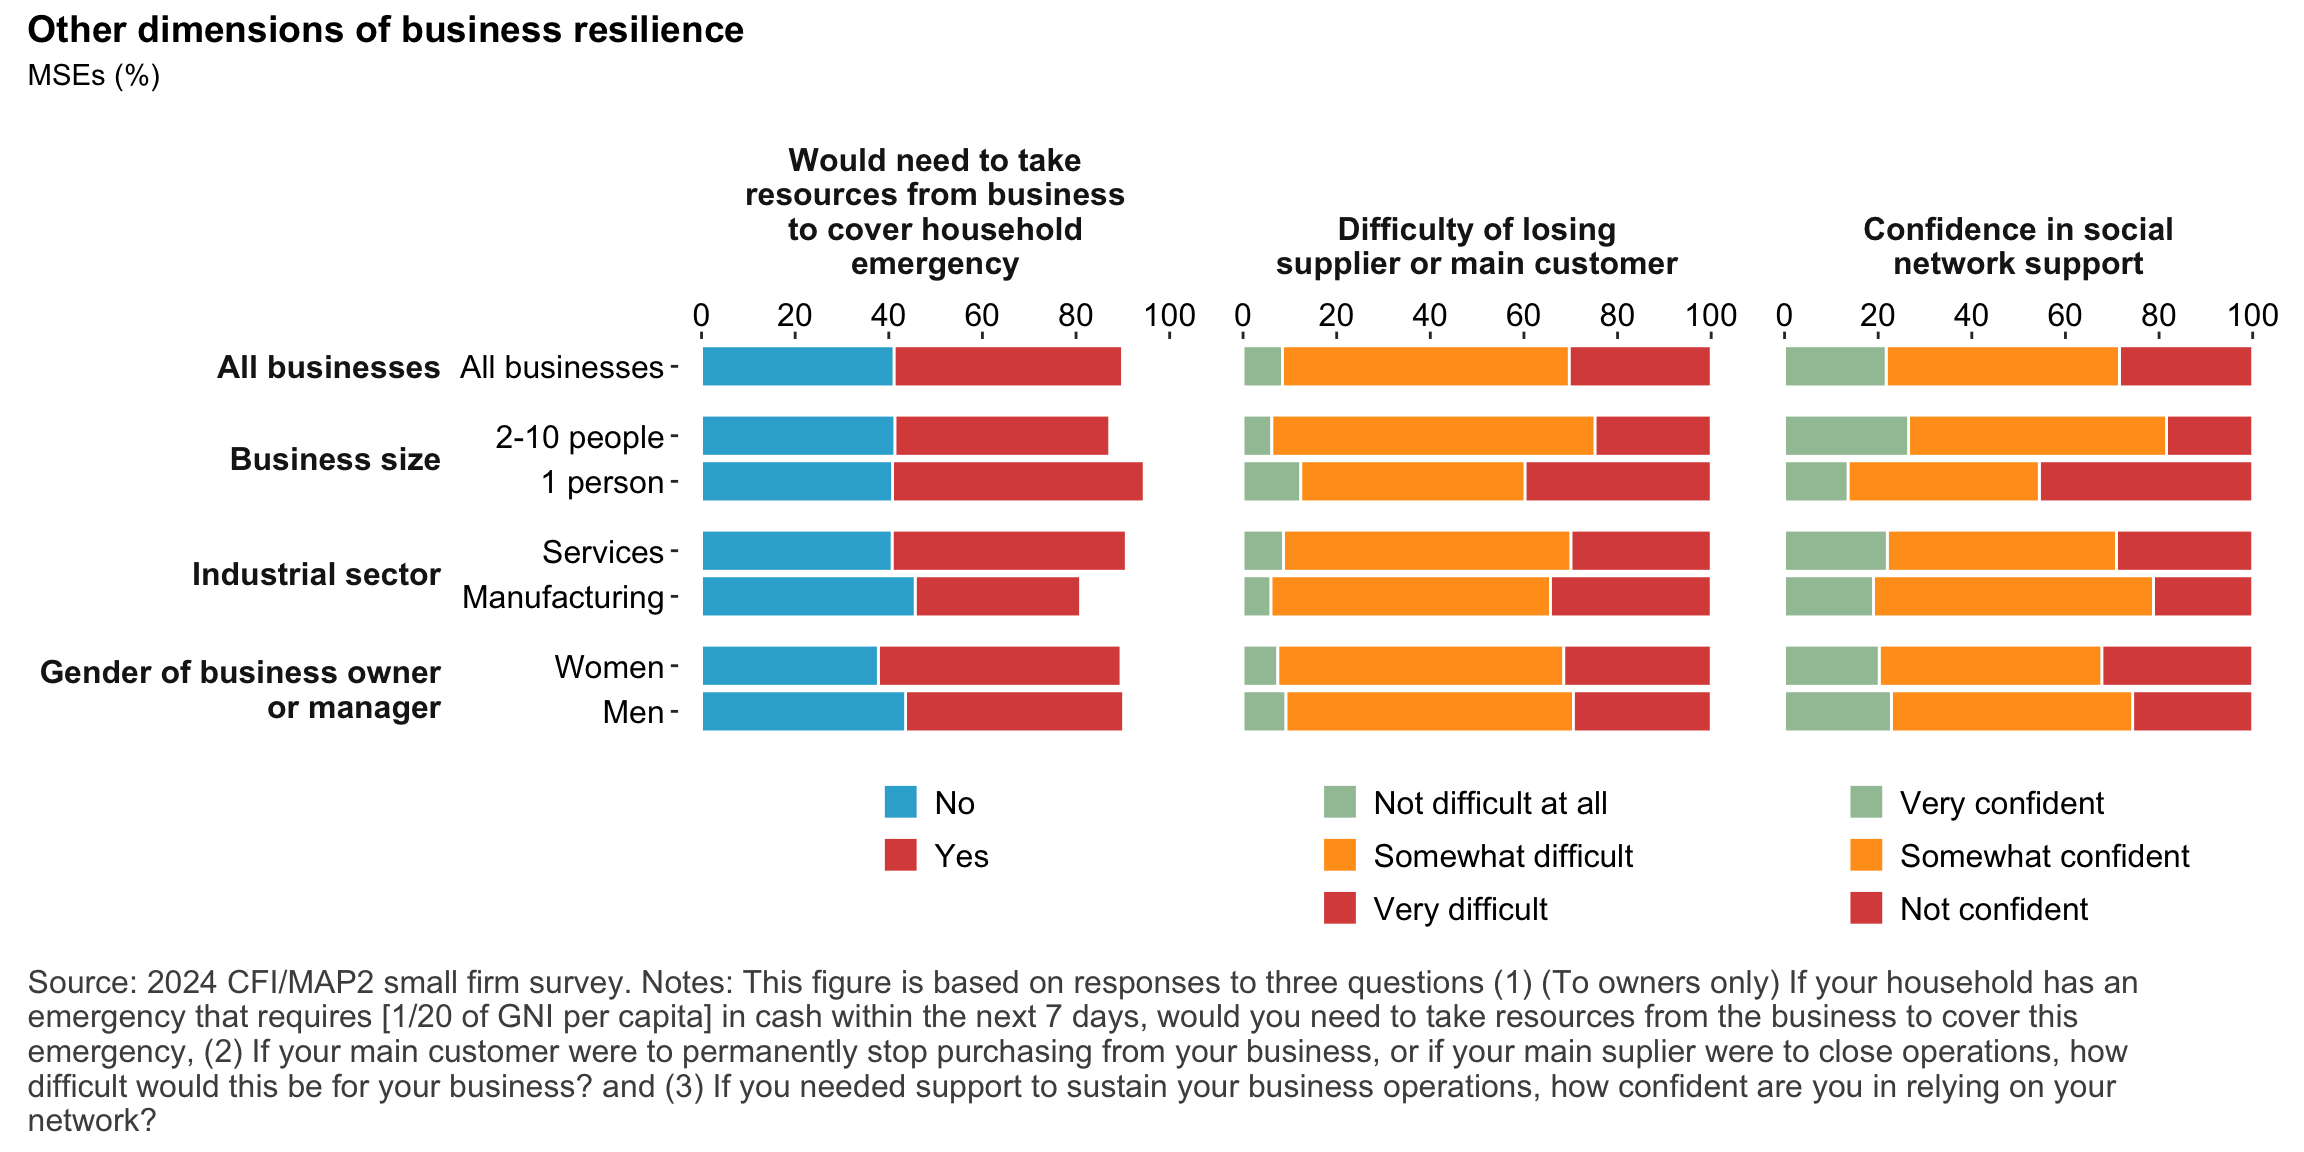 Other dimensions of business resilience
MSEs (%)
Would need to take
resources from business
to cover household
emergency
Difficulty of losing
supplier or main customer
Confidence in social
network support
0 20 40 60 80 100
0 20 40 60 80 100
0 20 40 60 80 100
All businesses
All businesses
Business size
2-10 people
1 person
Industrial sector
Services
Manufacturing
Gender of business owner
or manager
Women
Men
No
Yes
Not difficult at all
Somewhat difficult
Very difficult
Very confident
Somewhat confident
Not confident
Source: 2024 CFI/MAP2 small firm survey. Notes: This figure is based on responses to three questions (1) (To owners only) If your household has an
emergency that requires [1/20 of GNI per capita] in cash within the next 7 days, would you need to take resources from the business to cover this
emergency, (2) If your main customer were to permanently stop purchasing from your business, or if your main suplier were to close operations, how
difficult would this be for your business? and (3) If you needed support to sustain your business operations, how confident are you in relying on your
network?